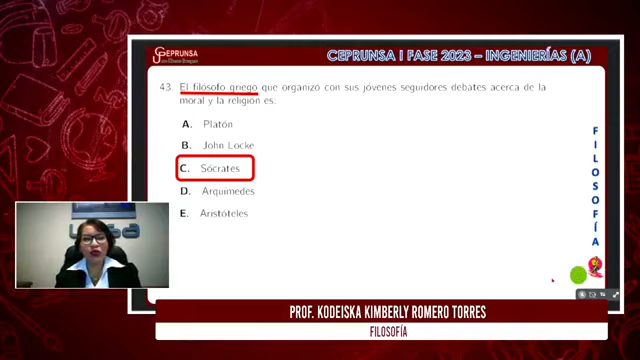 CEPRUNSA
CEPRUNSA I FASE 2023 – INGENIERÍAS (A)
43. El filósofo griego que organizó con sus jóvenes seguidores debates acerca de la
moral y la religión es:
A. Platón
B. John Locke
C. Sócrates
D. Arquímedes
E. Aristóteles
FILOSOFÍA
PROF. KODEISKA KIMBERLY ROMERO TORRES
FILOSOFÍA